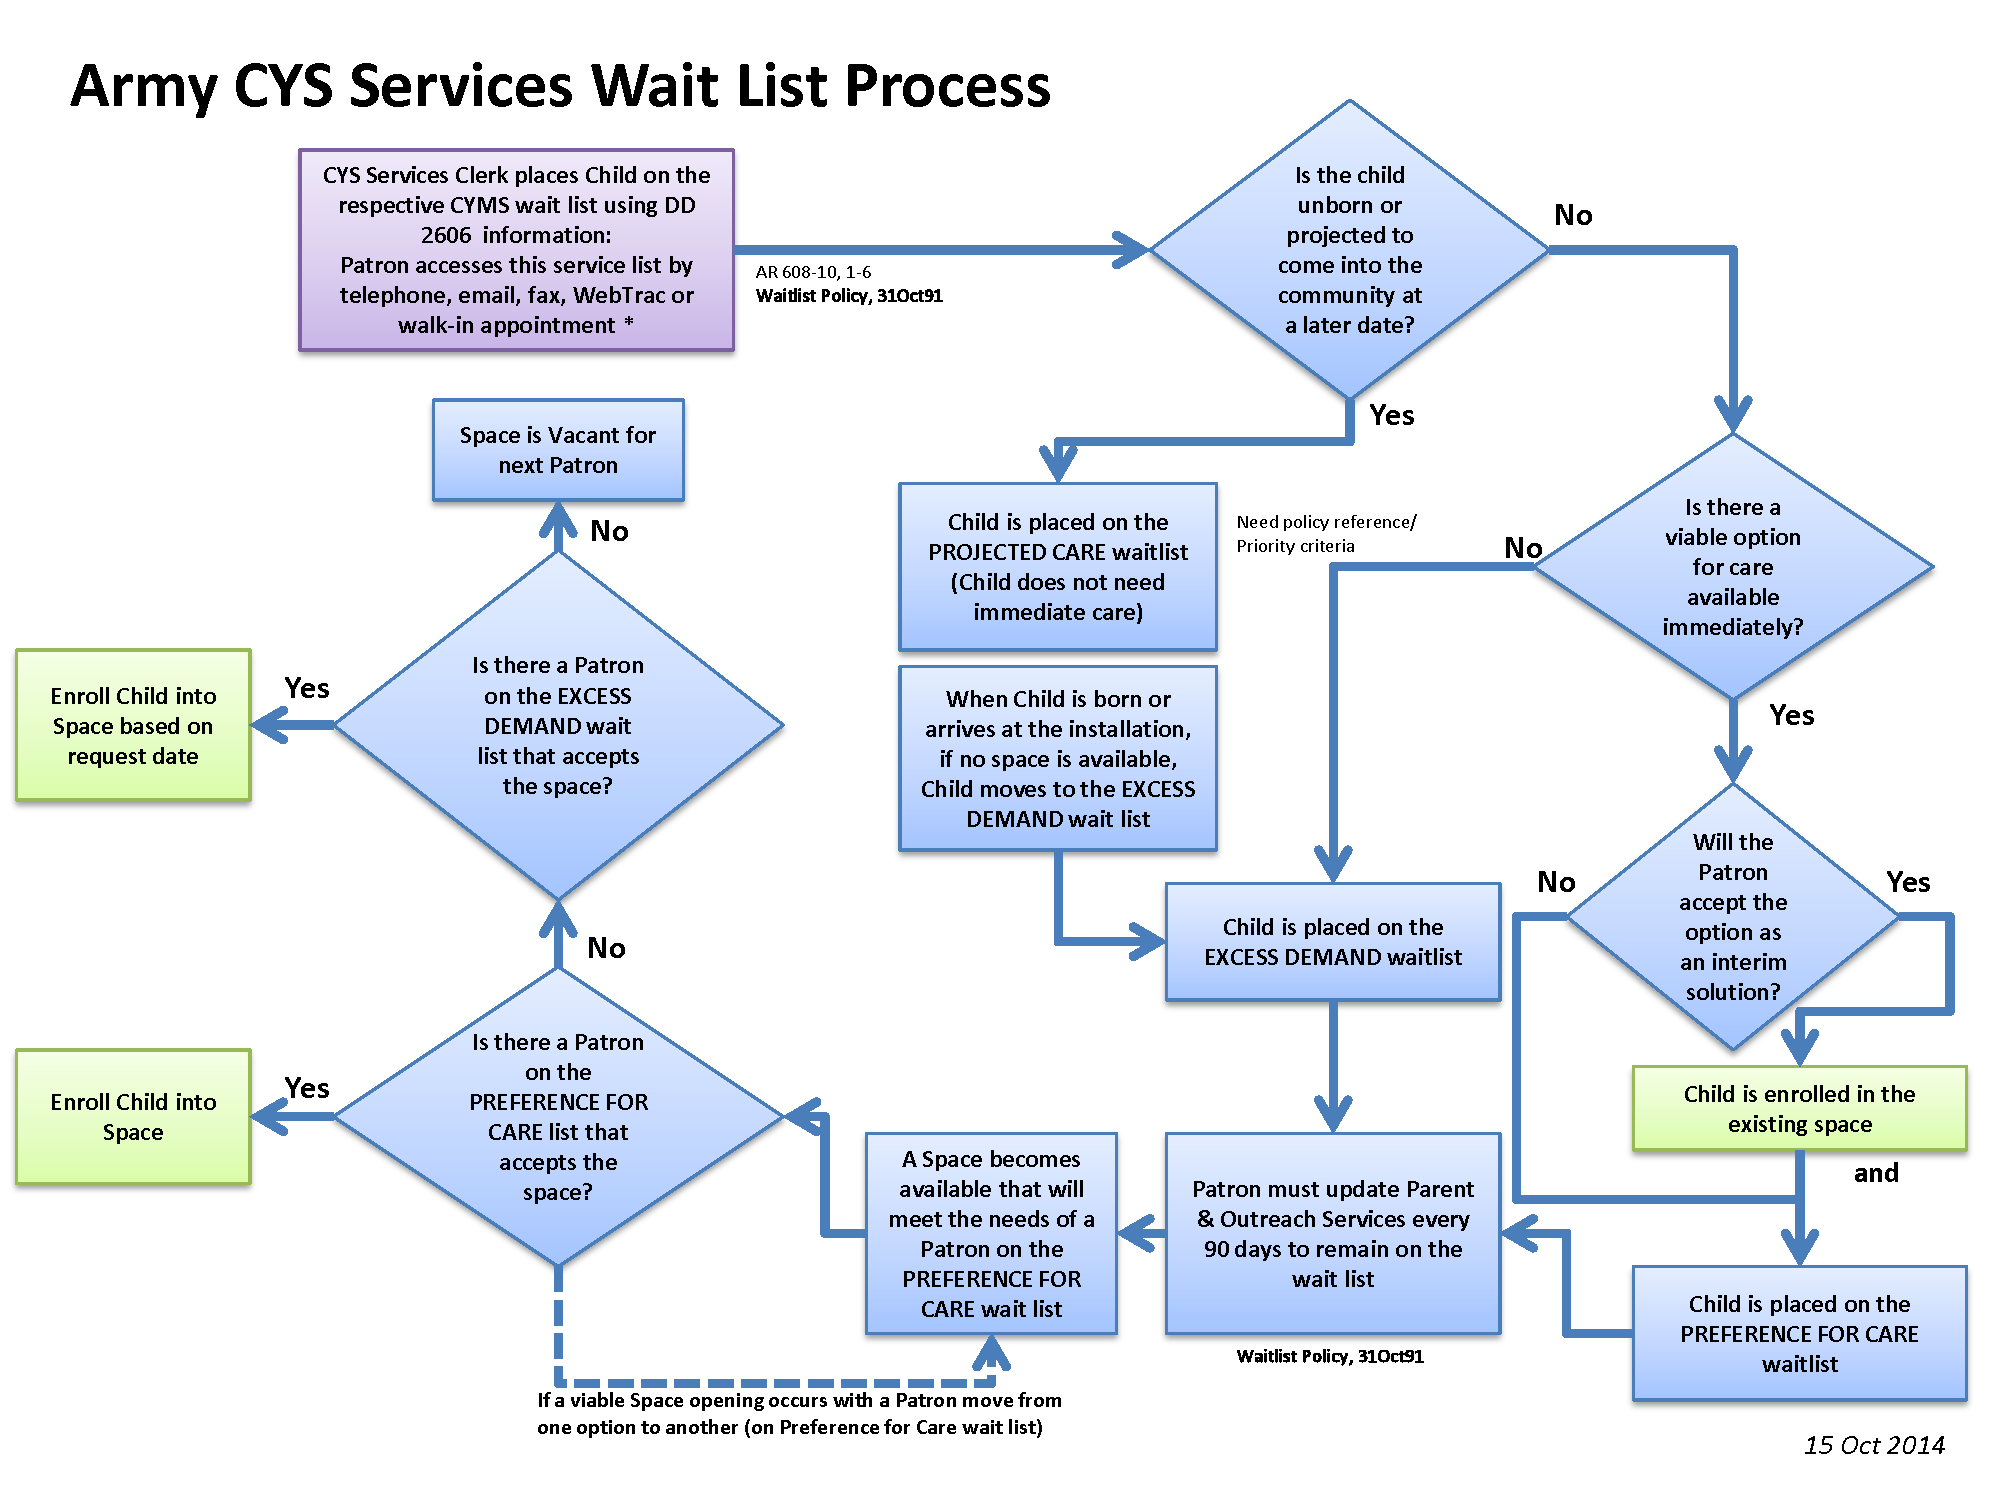 Army CYS Services Wait List Process
CYS Services Clerk places Child on the
respective CYMS wait list using DD
2606 information:
Patron accesses this service list by
telephone, email, fax, WebTrac or
walk-in appointment *
AR 608-10, 1-6
Waitlist Policy, 31Oct91
Is the child
unborn or
projected to
come into the
community at
a later date?
No
Yes
Space is Vacant for
next Patron
No
Child is placed on the
PROJECTED CARE waitlist
(Child does not need
immediate care)
Need policy reference/
Priority criteria
No
Is there a
viable option
for care
available
immediately?
Yes
Enroll Child into
Space based on
request date
Yes
Is there a Patron
on the EXCESS
DEMAND wait
list that accepts
the space?
When Child is born or
arrives at the installation,
if no space is available,
Child moves to the EXCESS
DEMAND wait list
No
Will the
Patron
accept the
option as
an interim
solution?
Yes
No
Child is placed on the
EXCESS DEMAND waitlist
Enroll Child into
Space
Yes
Is there a Patron
on the
PREFERENCE FOR
CARE list that
accepts the
space?
Child is enrolled in the
existing space
and
A Space becomes
available that will
meet the needs of a
Patron on the
PREFERENCE FOR
CARE wait list
Patron must update Parent
& Outreach Services every
90 days to remain on the
wait list
Waitlist Policy, 31Oct91
Child is placed on the
PREFERENCE FOR CARE
waitlist
If a viable Space opening occurs with a Patron move from
one option to another (on Preference for Care wait list)
15 Oct 2014